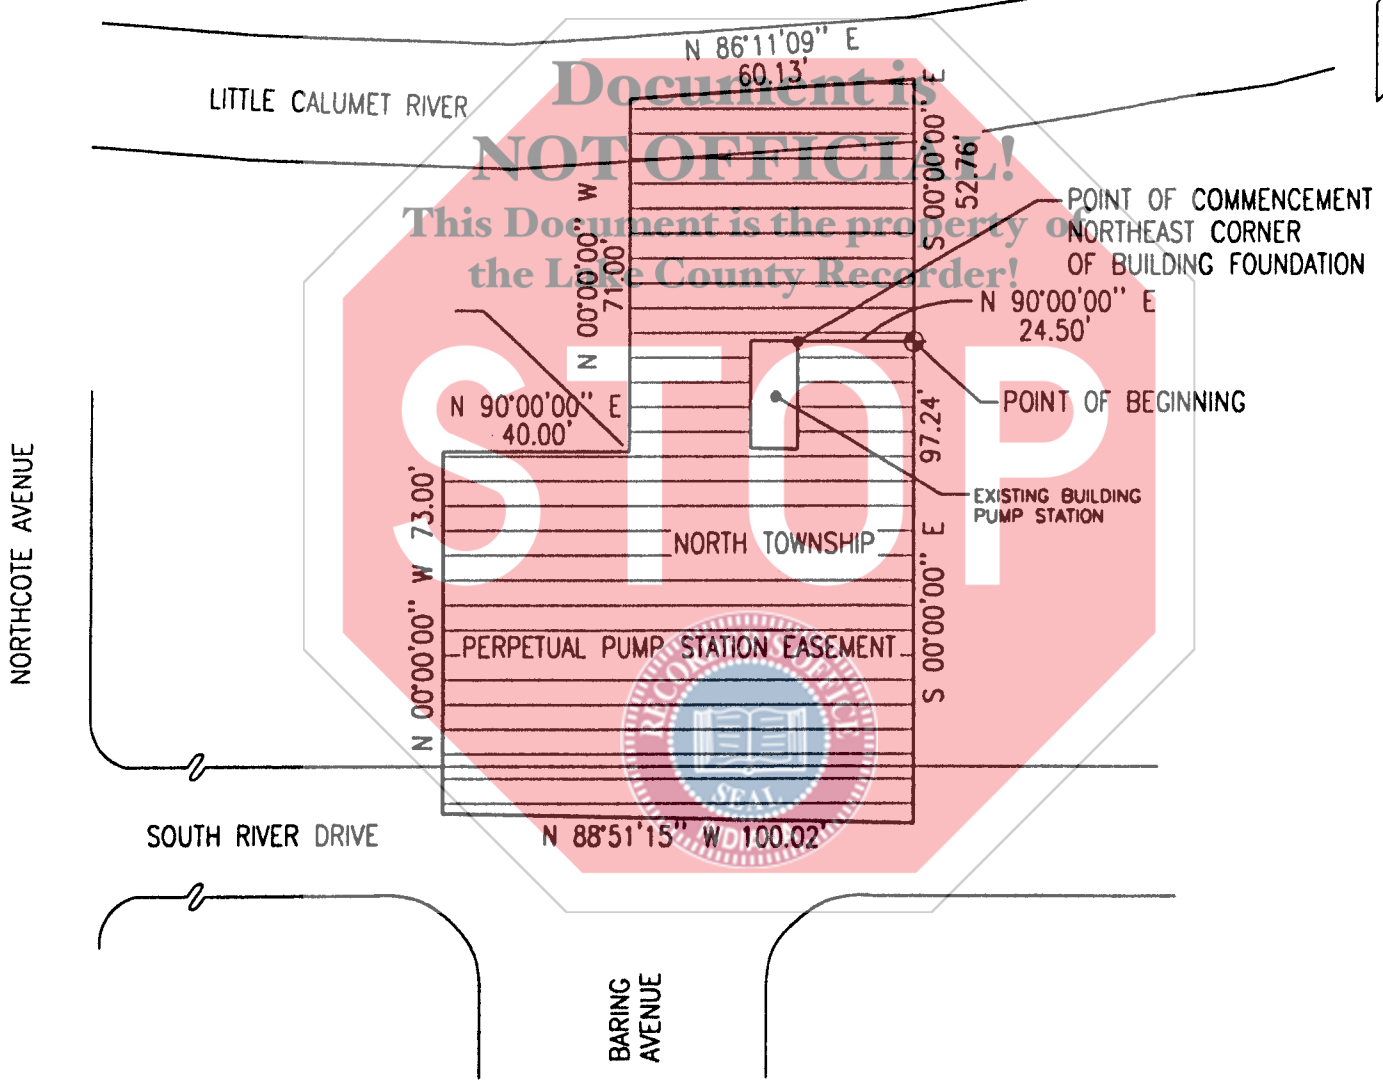 N 86°11'09" E
60.13'
Document is
LITTLE CALUMET RIVER
NOT OFFICIAL!
S 00°00'00" E
52.76'
N 00°00'00" W
71.00'
POINT OF COMMENCEMENT
NORTHEAST CORNER
OF BUILDING FOUNDATION
This Document is the property of
the Lake County Recorder!
N 90°00'00" E
24.50'
STOP
N 90°00'00" E
40.00'
POINT OF BEGINNING
NORTHCOTE AVENUE
N 00°00'00" W 73.00'
S 00°00'00" E 97.24'
EXISTING BUILDING
PUMP STATION
NORTH TOWNSHIP
PERPETUAL PUMP STATION EASEMENT
RECORDER'S OFFICE
SEAL
INDIANA
SOUTH RIVER DRIVE
N 88°51'15" W 100.02'
BARING
AVENUE